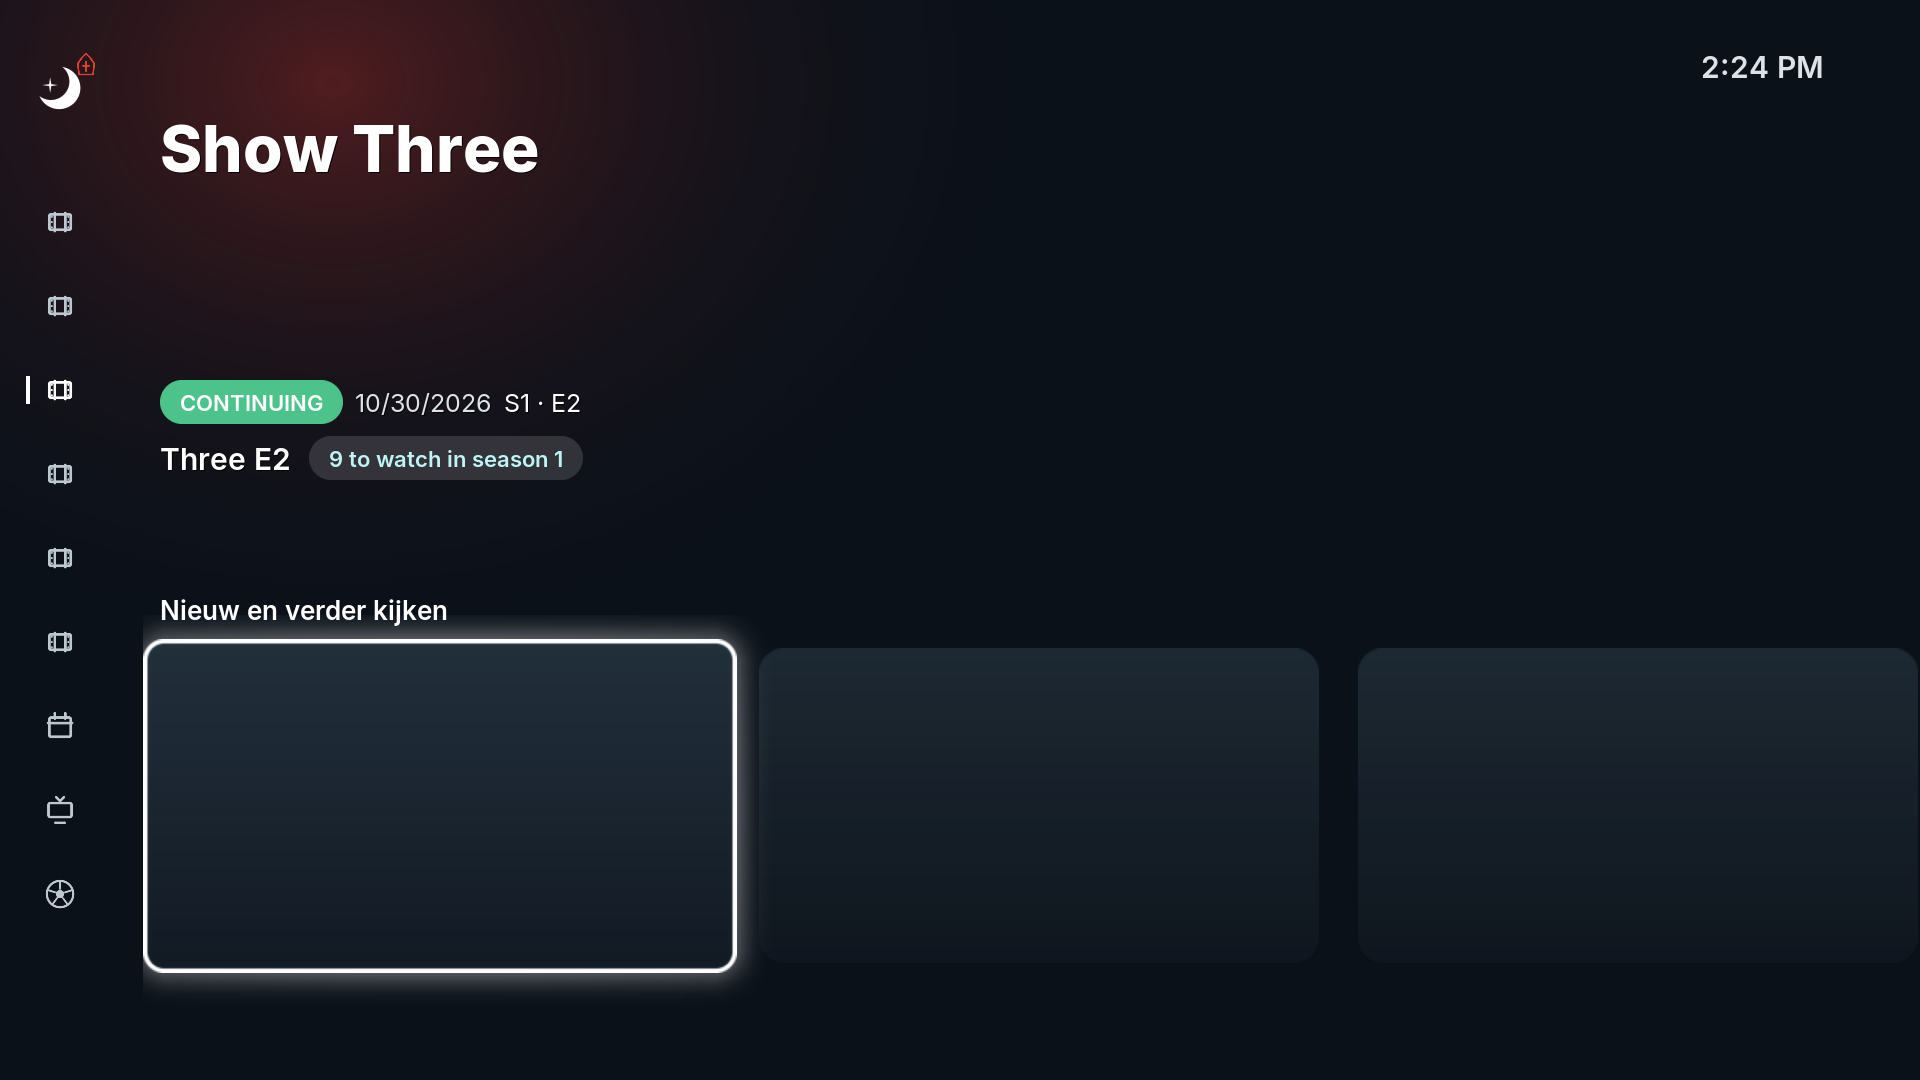 2:24 PM
Show Three
CONTINUING 10/30/2026 S1 · E2
Three E2 9 to watch in season 1
Nieuw en verder kijken